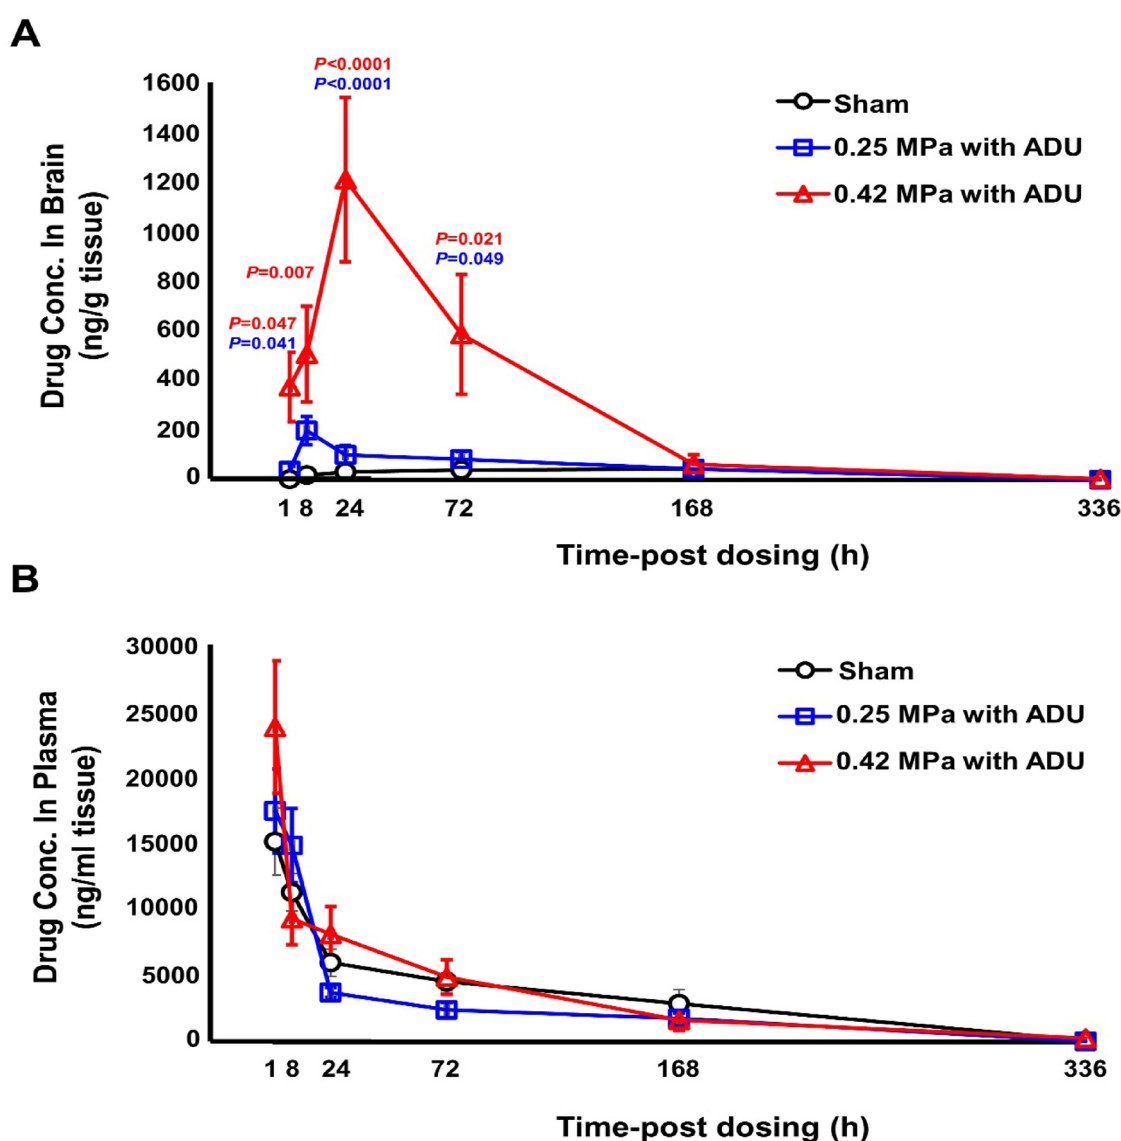 A
P<0.0001
P<0.0001
1600
1400
1200
1000
800
600
400
200
0
Drug Conc. In Brain
(ng/g tissue)
Sham
0.25 MPa with ADU
0.42 MPa with ADU
P=0.021
P=0.049
P=0.007
P=0.047
P=0.041
1 8 24 72 168 336
Time-post dosing (h)
B
30000
25000
20000
15000
10000
5000
0
Drug Conc. In Plasma
(ng/ml tissue)
Sham
0.25 MPa with ADU
0.42 MPa with ADU
1 8 24 72 168 336
Time-post dosing (h)